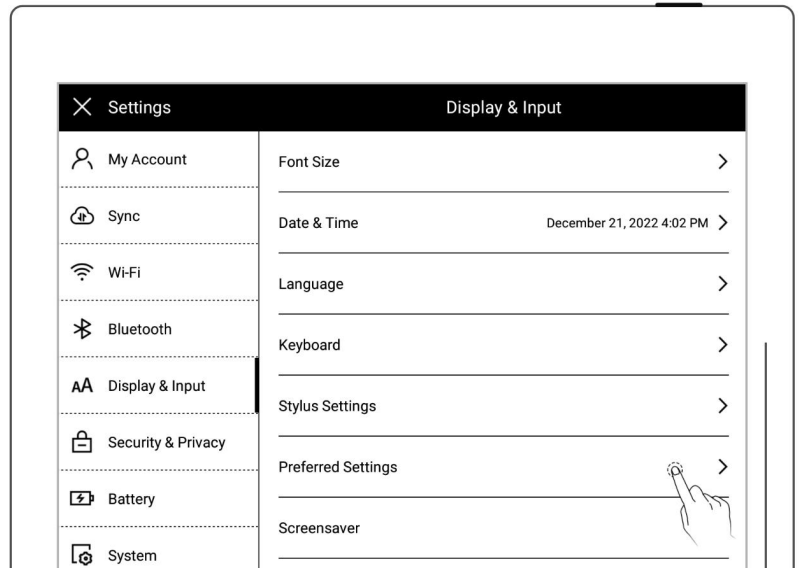 Settings
Display & Input
My Account
Sync
Wi-Fi
Bluetooth
AA Display & Input
Security & Privacy
Battery
System
Font Size
Date & Time December 21, 2022 4:02 PM
Language
Keyboard
Stylus Settings
Preferred Settings
Screensaver